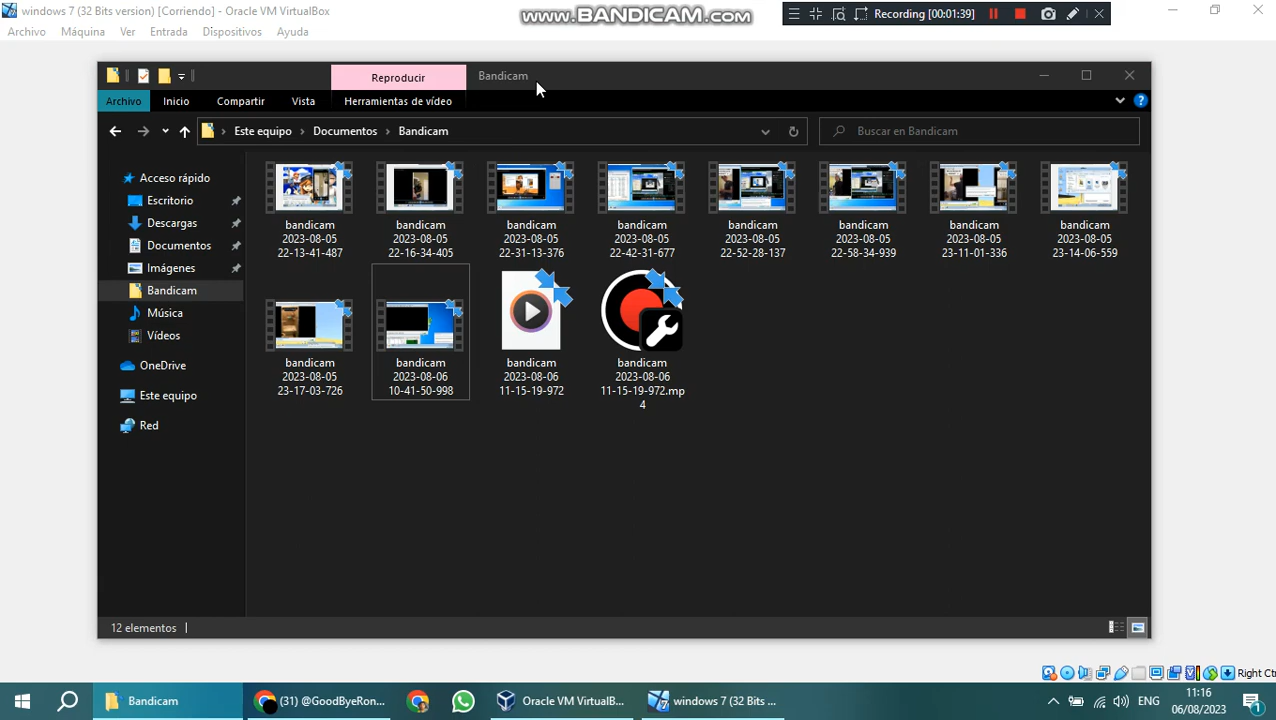 windows 7 (32 Bits version) [Corriendo] - Oracle VM VirtualBox
www.BANDICAM.com
Recording [00:01:39]
Archivo Máquina Ver Entrada Dispositivos Ayuda
Reproducir Bandicam
Archivo Inicio Compartir Vista Herramientas de vídeo
Este equipo Documentos Bandicam
Buscar en Bandicam
Acceso rápido
Escritorio
Descargas
Documentos
Imágenes
Bandicam
Música
Vídeos
OneDrive
Este equipo
Red
bandicam
2023-08-05
22-13-41-487
bandicam
2023-08-05
22-16-34-405
bandicam
2023-08-05
22-31-13-376
bandicam
2023-08-05
22-42-31-677
bandicam
2023-08-05
22-52-28-137
bandicam
2023-08-05
22-58-34-939
bandicam
2023-08-05
23-11-01-336
bandicam
2023-08-05
23-14-06-559
bandicam
2023-08-05
23-17-03-726
bandicam
2023-08-06
10-41-50-998
bandicam
2023-08-06
11-15-19-972
bandicam
2023-08-06
11-15-19-972.mp
4
12 elementos
Right Ctr
Bandicam
(31) @GoodByeRon...
Oracle VM VirtualB...
windows 7 (32 Bits ...
ENG
11:16
06/08/2023
1